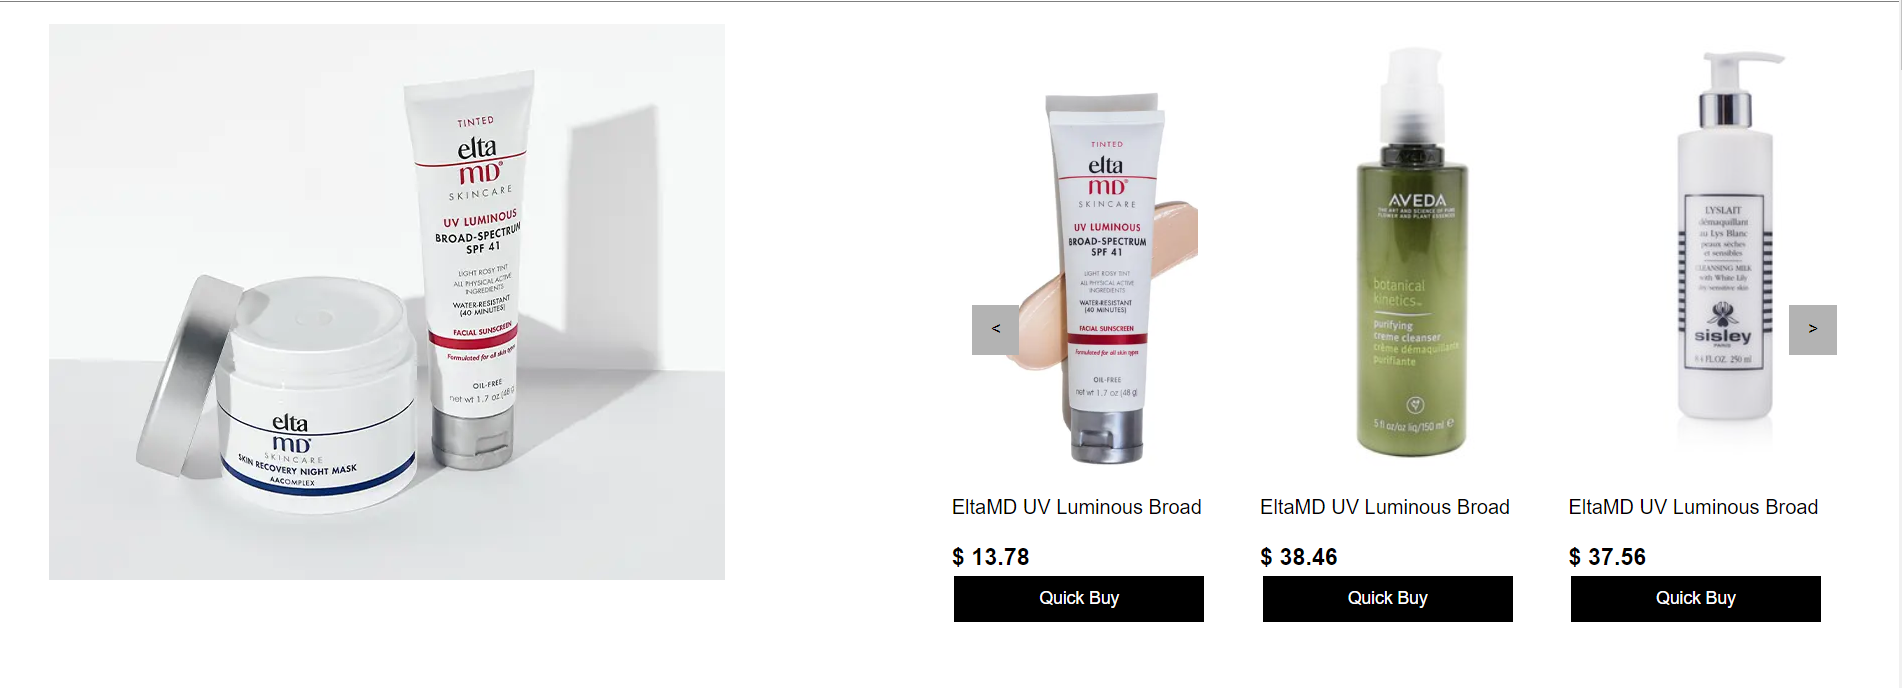 TINTED
elta
MD®
SKINCARE
UV LUMINOUS
BROAD-SPECTRUM
SPF 41
LIGHT ROSY TINT
ALL PHYSICAL ACTIVE
INGREDIENTS
WATER-RESISTANT
(40 MINUTES)
FACIAL SUNSCREEN
Formulated for all skin types
OIL-FREE
net wt 1.7 oz (48 g)
elta
MD®
SKINCARE
SKIN RECOVERY NIGHT MASK
AACOMPLEX
TINTED
elta
MD®
SKINCARE
UV LUMINOUS
BROAD-SPECTRUM
SPF 41
LIGHT ROSY TINT
ALL PHYSICAL ACTIVE
INGREDIENTS
WATER-RESISTANT
(40 MINUTES)
FACIAL SUNSCREEN
Formulated for all skin types
OIL-FREE
net wt 1.7 oz (48 g)
<
EltaMD UV Luminous Broad
$ 13.78
Quick Buy
AVEDA
AVEDA
THE ART AND SCIENCE OF PURE
FLOWER AND PLANT ESSENCES
botanical
kinetics™
purifying
creme cleanser
crème démaquillante
purifiante
5 fl oz/oz liq/150 ml e
EltaMD UV Luminous Broad
$ 38.46
Quick Buy
LYSLAIT
démaquillant
au Lys Blanc
peaux sèches
et sensibles
CLEANSING MILK
with White Lily
dry/sensitive skin
sisley
PARIS
8.4 FL.OZ. 250 ml
>
EltaMD UV Luminous Broad
$ 37.56
Quick Buy